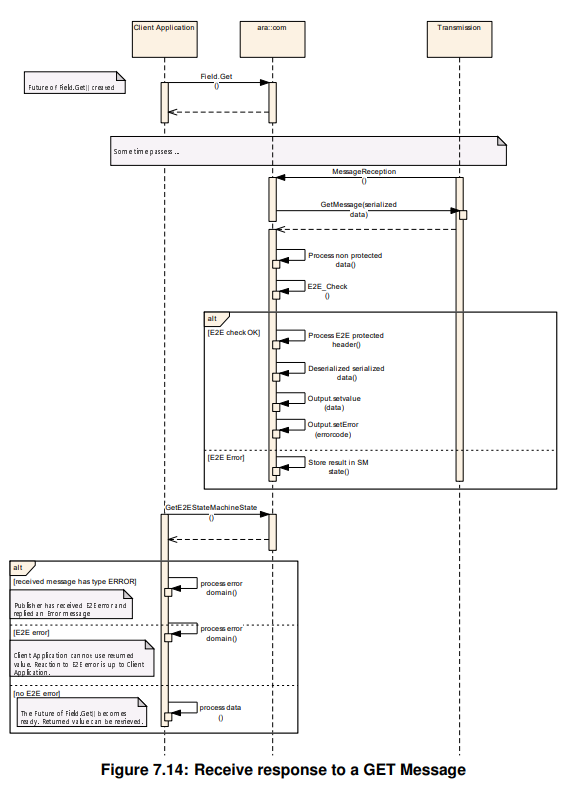 Client Application
ara::com
Transmission
Future of Field.Get() created
Field.Get
()
Some time passess ...
MessageReception
()
GetMessage(serialized
data)
Process non protected
data()
E2E_Check
()
alt
[E2E check OK]
Process E2E protected
header()
Deserialized serialized
data()
Output.setvalue
(data)
Output.setError
(errorcode)
[E2E Error]
Store result in SM
state()
GetE2EStateMachineState
()
alt
[received message has type ERROR]
process error
domain()
Publisher has received E2E error and
replied an Error message
[E2E error]
process error
domain()
Client Application cannot use returned
value. Reaction to E2E error is up to Client
Application.
[no E2E error]
The Future of Field.Get() becomes
ready. Returned value can be retrieved.
process data
()
Figure 7.14: Receive response to a GET Message